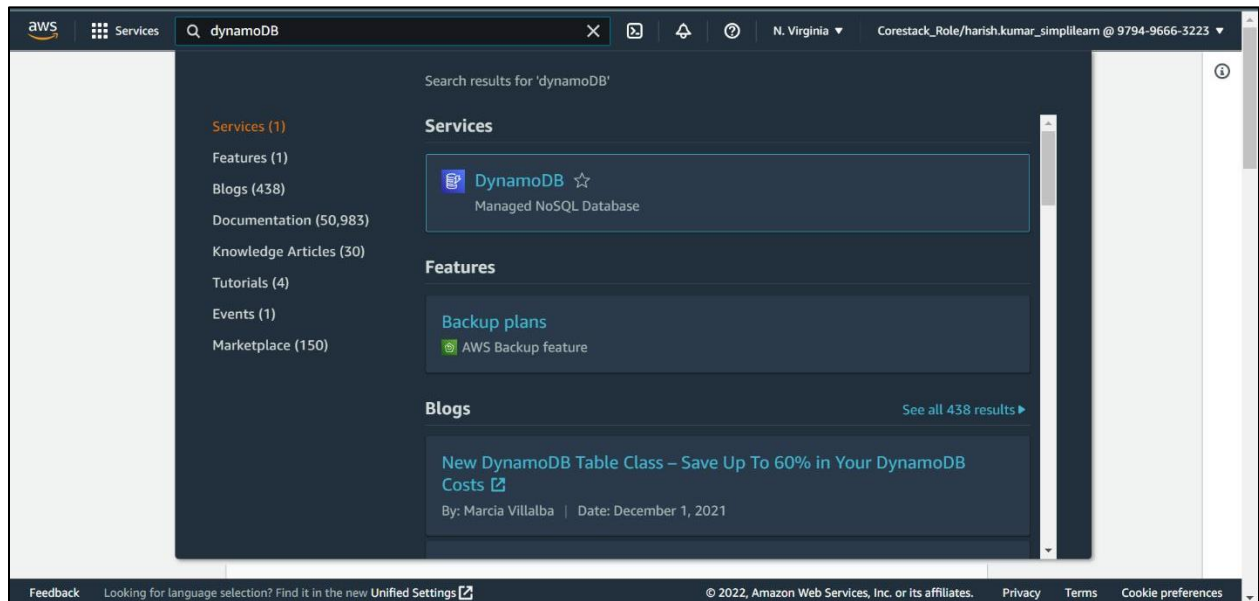 aws
Services
dynamoDB
N. Virginia
Corestack_Role/harish.kumar_simplilearn @ 9794-9666-3223
Search results for 'dynamoDB'
Services (1)
Features (1)
Blogs (438)
Documentation (50,983)
Knowledge Articles (30)
Tutorials (4)
Events (1)
Marketplace (150)
Services
DynamoDB
Managed NoSQL Database
Features
Backup plans
AWS Backup feature
Blogs
See all 438 results
New DynamoDB Table Class – Save Up To 60% in Your DynamoDB
Costs
By: Marcia Villalba | Date: December 1, 2021
Feedback
Looking for language selection? Find it in the new Unified Settings
© 2022, Amazon Web Services, Inc. or its affiliates.
Privacy
Terms
Cookie preferences